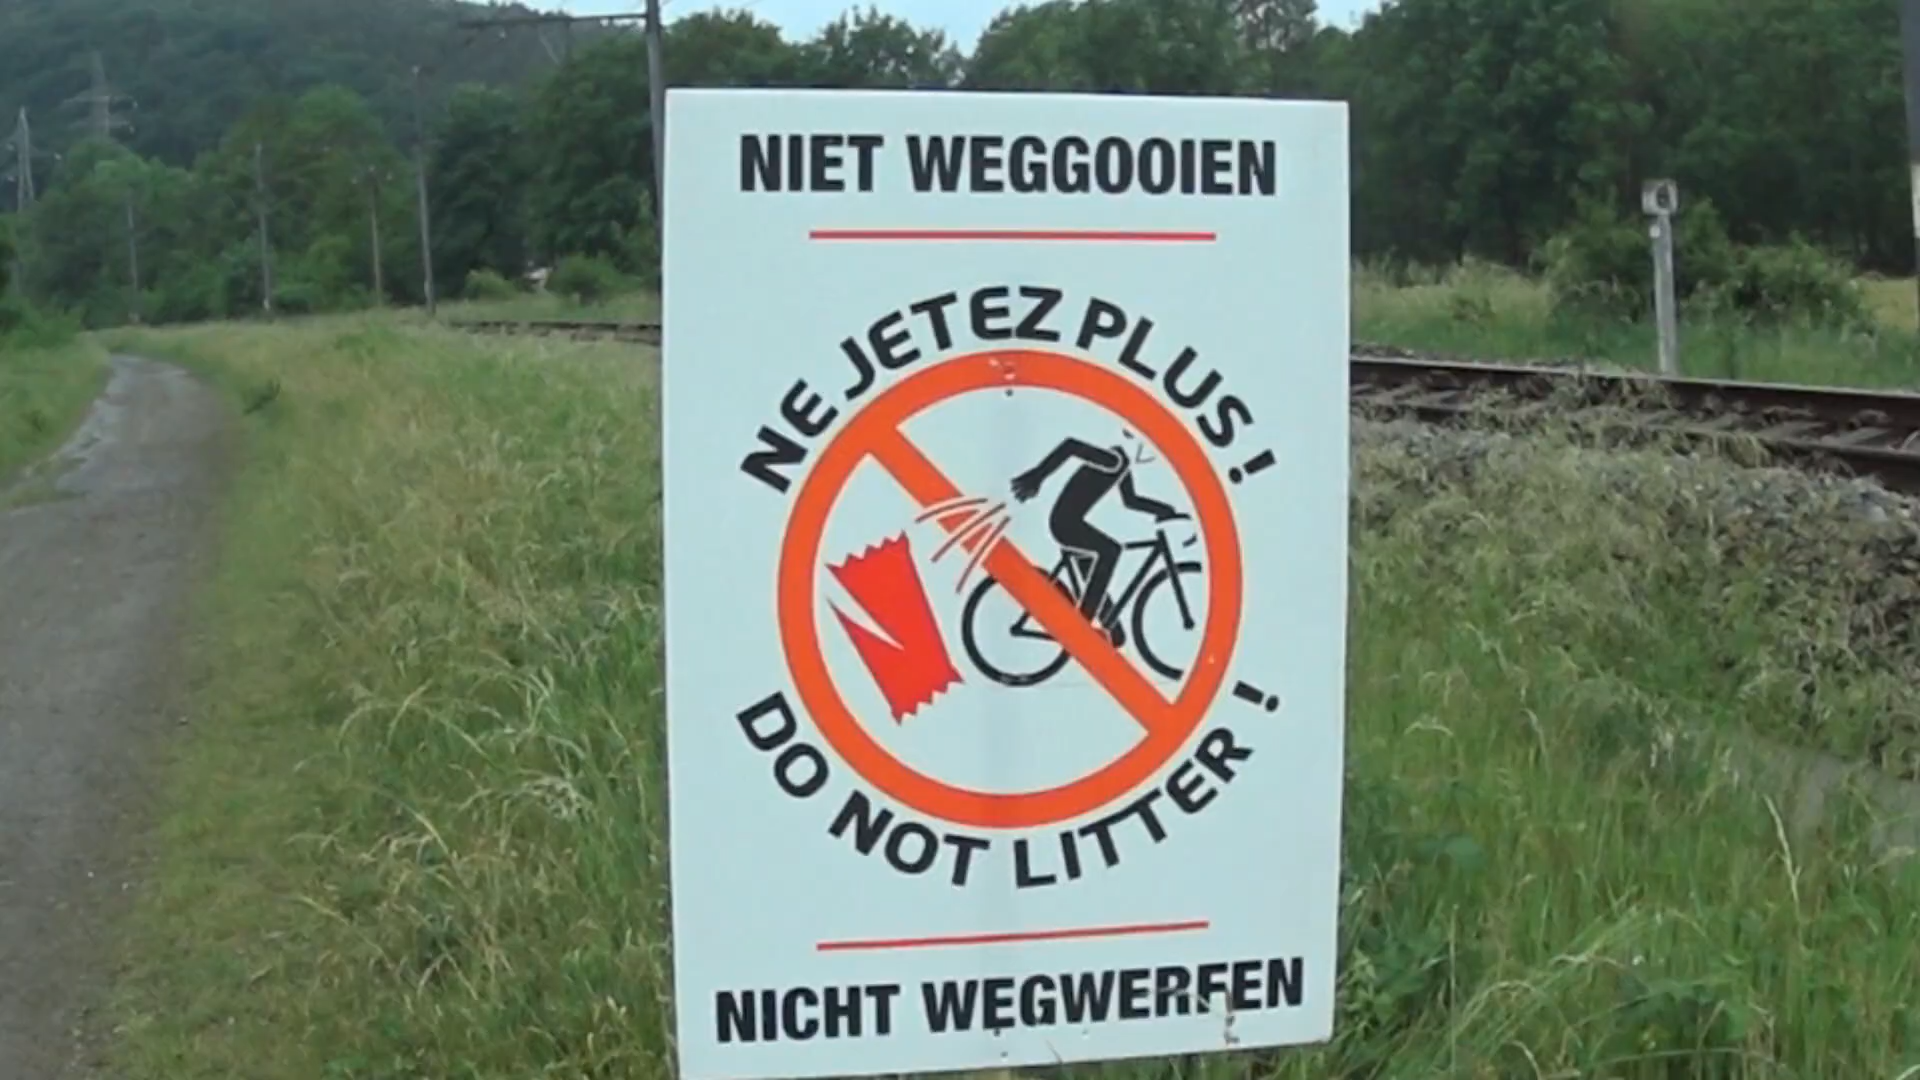 NIET WEGGOOIEN
NE JETEZ PLUS !
DO NOT LITTER !
NICHT WEGWERFEN